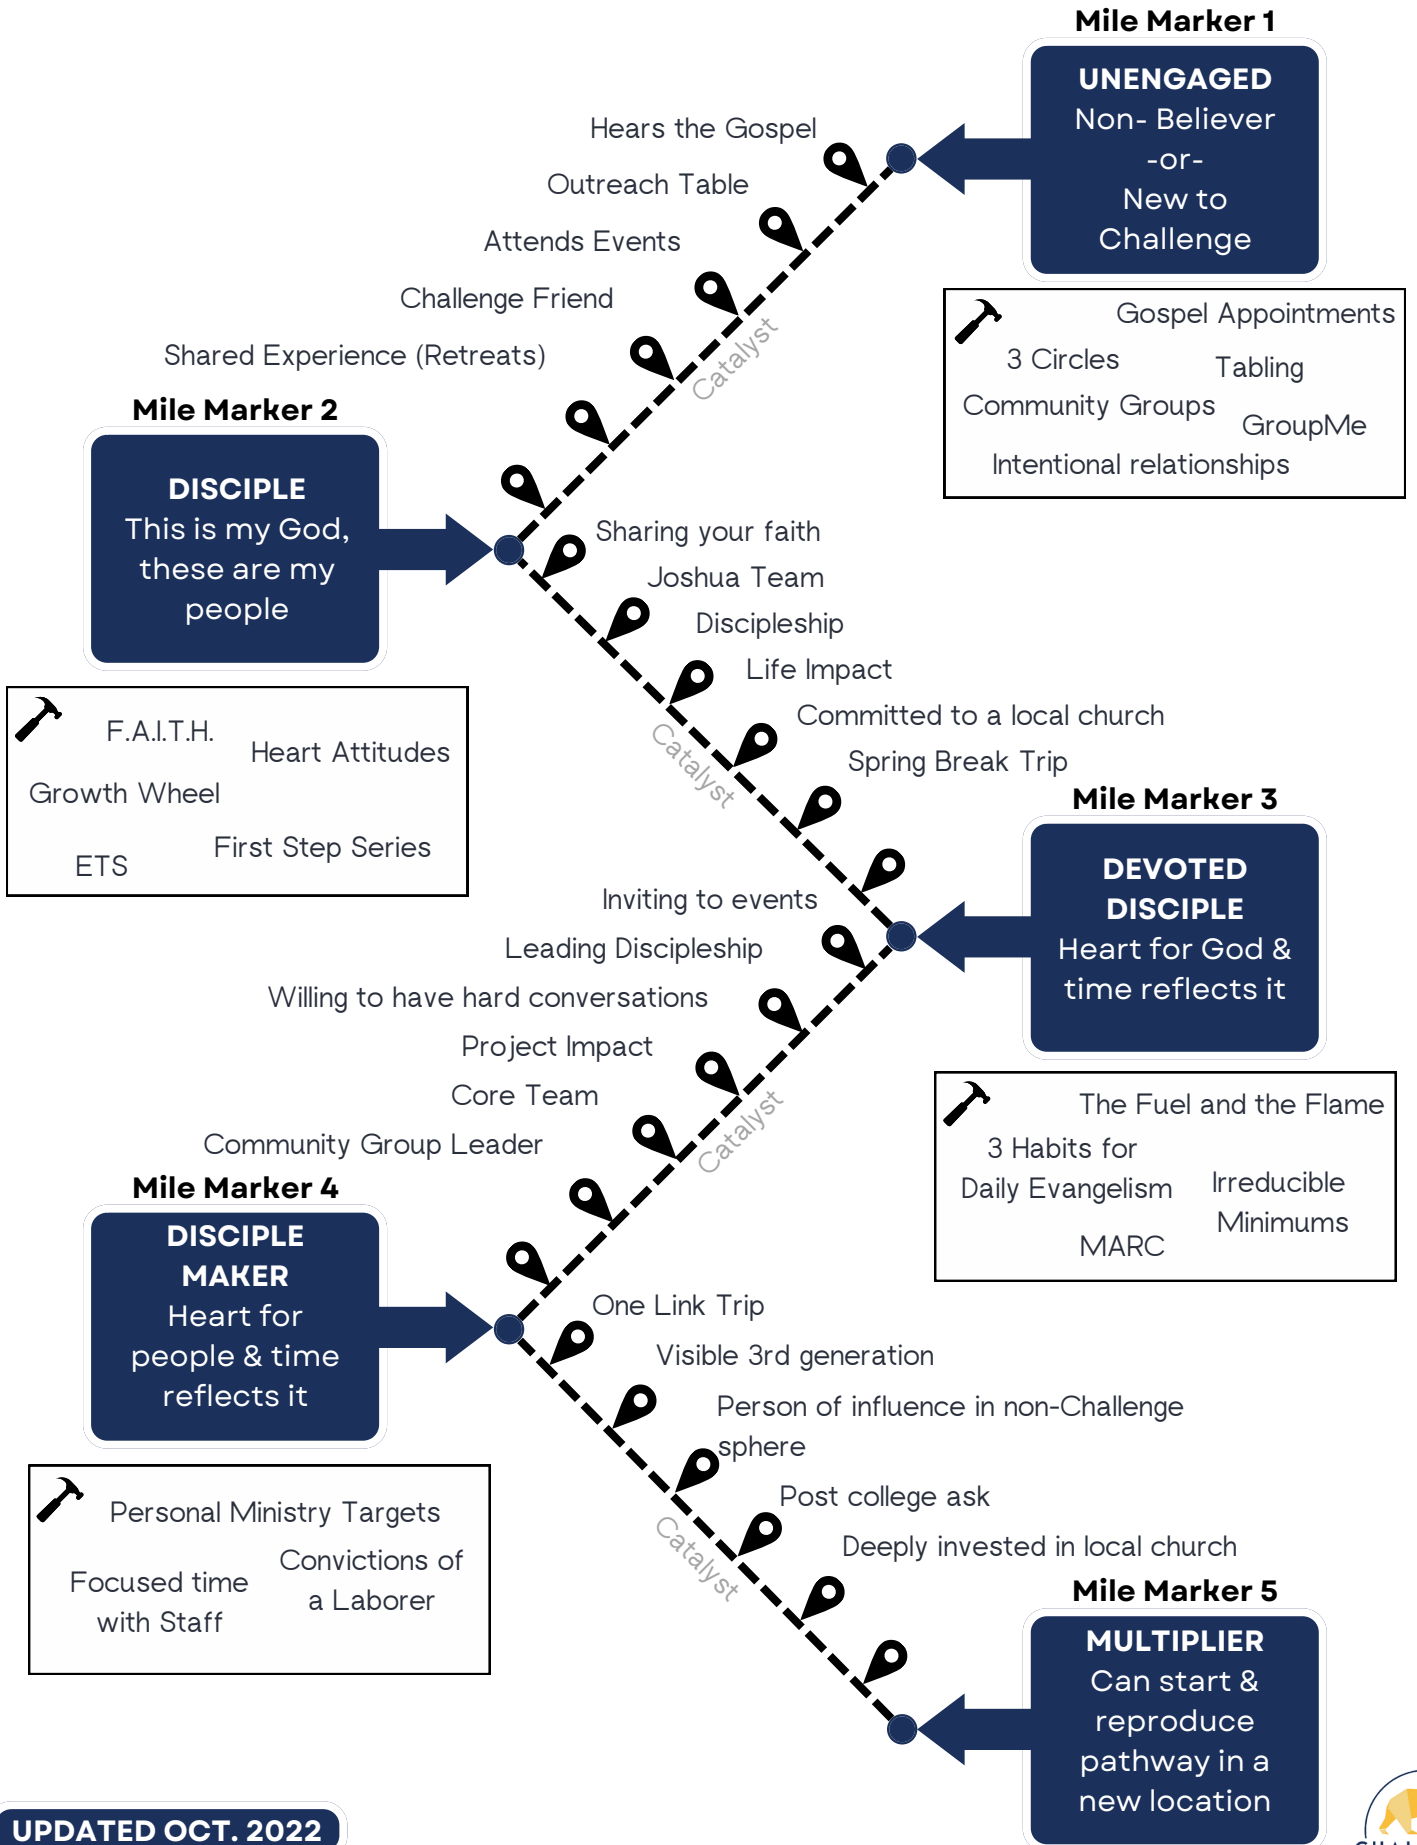 Mile Marker 1
UNENGAGED
Non- Believer
-or-
New to
Challenge
Hears the Gospel
Outreach Table
Attends Events
Challenge Friend
Shared Experience (Retreats)
Catalyst
Gospel Appointments
3 Circles
Tabling
Community Groups
GroupMe
Intentional relationships
Mile Marker 2
DISCIPLE
This is my God,
these are my
people
Sharing your faith
Joshua Team
Discipleship
Life Impact
Committed to a local church
Spring Break Trip
Catalyst
F.A.I.T.H.
Heart Attitudes
Growth Wheel
First Step Series
ETS
Mile Marker 3
DEVOTED
DISCIPLE
Heart for God &
time reflects it
Inviting to events
Leading Discipleship
Willing to have hard conversations
Project Impact
Core Team
Community Group Leader
Catalyst
The Fuel and the Flame
3 Habits for
Daily Evangelism
Irreducible
Minimums
MARC
Mile Marker 4
DISCIPLE
MAKER
Heart for
people & time
reflects it
One Link Trip
Visible 3rd generation
Person of influence in non-Challenge
sphere
Post college ask
Deeply invested in local church
Catalyst
Personal Ministry Targets
Convictions of
a Laborer
Focused time
with Staff
Mile Marker 5
MULTIPLIER
Can start &
reproduce
pathway in a
new location
UPDATED OCT. 2022